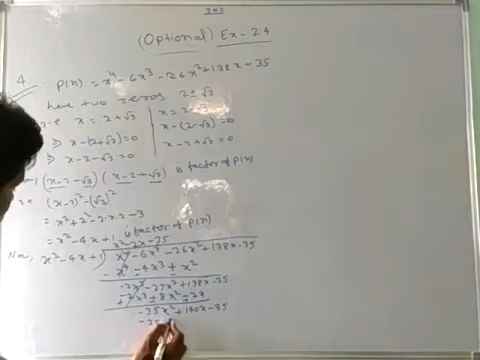 (Optional) Ex - 2.4
4. P(x) = x⁴ - 6x³ - 26x² + 138x - 35
have two zeros 2 ± √3
i.e x = 2 + √3
⇒ x - (2+√3) = 0
x - (2-√3) = 0
⇒ x - 2 - √3 = 0
x - 2 + √3 = 0
(x - 2 - √3) (x - 2 + √3) is factor of P(x)
(x-2)² - (√3)²
= x² + 2² - 2·x·2 - 3
= x² - 4x + 1 is factor of P(x)
x² - 2x - 35
Now, x² - 4x + 1 ) x⁴ - 6x³ - 26x² + 138x - 35
- x⁴ - 4x³ + x²
-2x³ - 27x² + 138x - 35
+ 2x³ + 8x² - 2x
-35x² + 140x - 35
-35